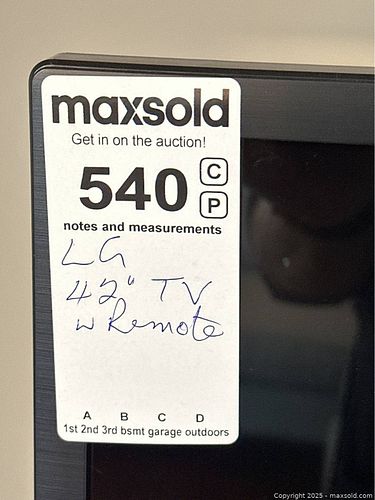 maxsold
Get in on the auction!
540 C
P
notes and measurements
LG
42" TV
w Remote
A B C D
1st 2nd 3rd bsmt garage outdoors
Copyright 2025 - maxsold.com